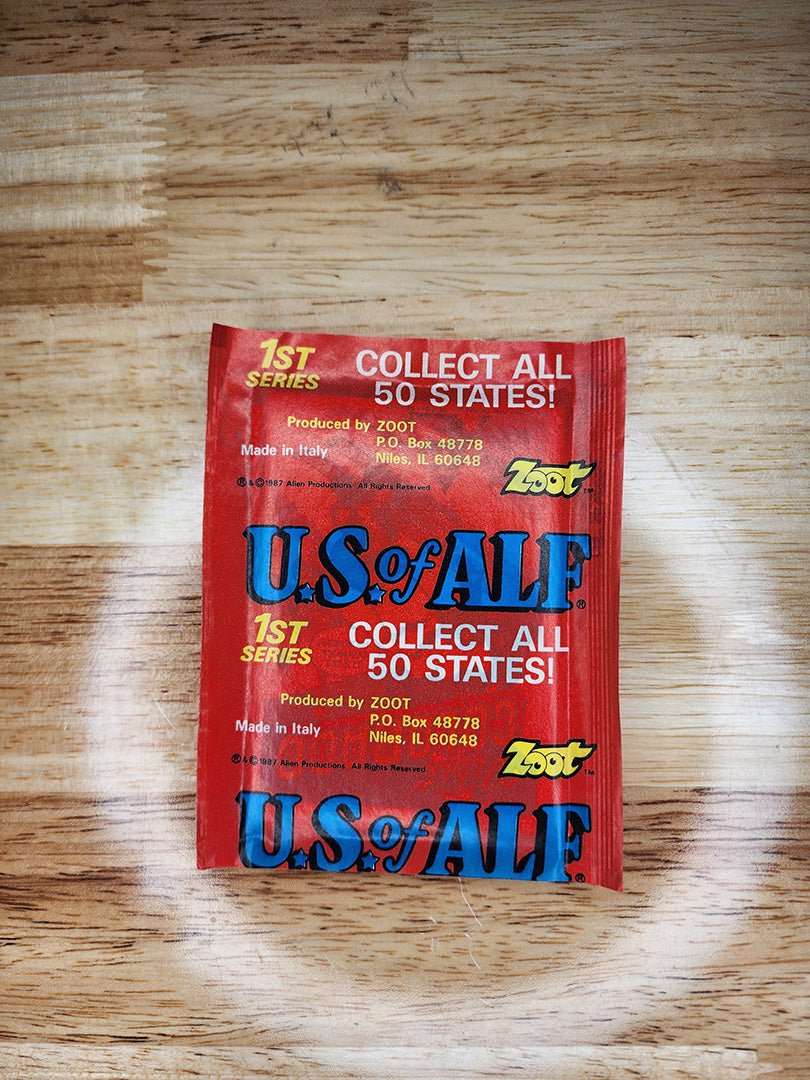 1ST
SERIES
COLLECT ALL
50 STATES!
Produced by ZOOT
P.O. Box 48778
Niles, IL 60648
Made in Italy
® & © 1987 Alien Productions All Rights Reserved
Zoot™
U.S. of ALF®
1ST
SERIES
COLLECT ALL
50 STATES!
Produced by ZOOT
P.O. Box 48778
Niles, IL 60648
Made in Italy
® & © 1987 Alien Productions All Rights Reserved
Zoot™
U.S. of ALF®